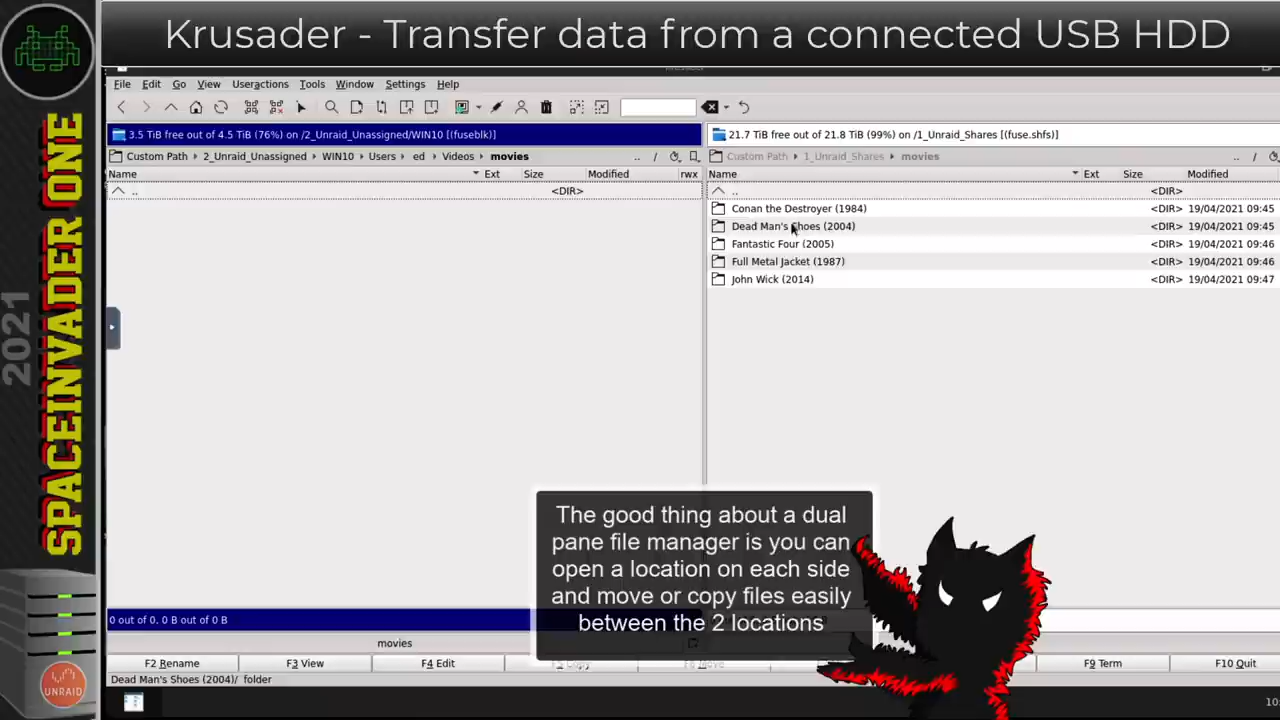 Krusader - Transfer data from a connected USB HDD
2021
SPACEINVADER ONE
UNRAID
File Edit Go View Useractions Tools Window Settings Help
3.5 TiB free out of 4.5 TiB (76%) on /2_Unraid_Unassigned/WIN10 [(fuseblk)]
Custom Path 2_Unraid_Unassigned WIN10 Users ed Videos movies .. /
Name Ext Size Modified rwx
.. <DIR>
0 out of 0. 0 B out of 0 B
movies
21.7 TiB free out of 21.8 TiB (99%) on /1_Unraid_Shares [(fuse.shfs)]
Custom Path 1_Unraid_Shares movies .. /
Name Ext Size Modified
.. <DIR>
Conan the Destroyer (1984) <DIR> 19/04/2021 09:45
Dead Man's Shoes (2004) <DIR> 19/04/2021 09:45
Fantastic Four (2005) <DIR> 19/04/2021 09:46
Full Metal Jacket (1987) <DIR> 19/04/2021 09:46
John Wick (2014) <DIR> 19/04/2021 09:47
The good thing about a dual
pane file manager is you can
open a location on each side
and move or copy files easily
between the 2 locations
F2 Rename F3 View F4 Edit F5 Copy F6 Move F9 Term F10 Quit
Dead Man's Shoes (2004)/ folder